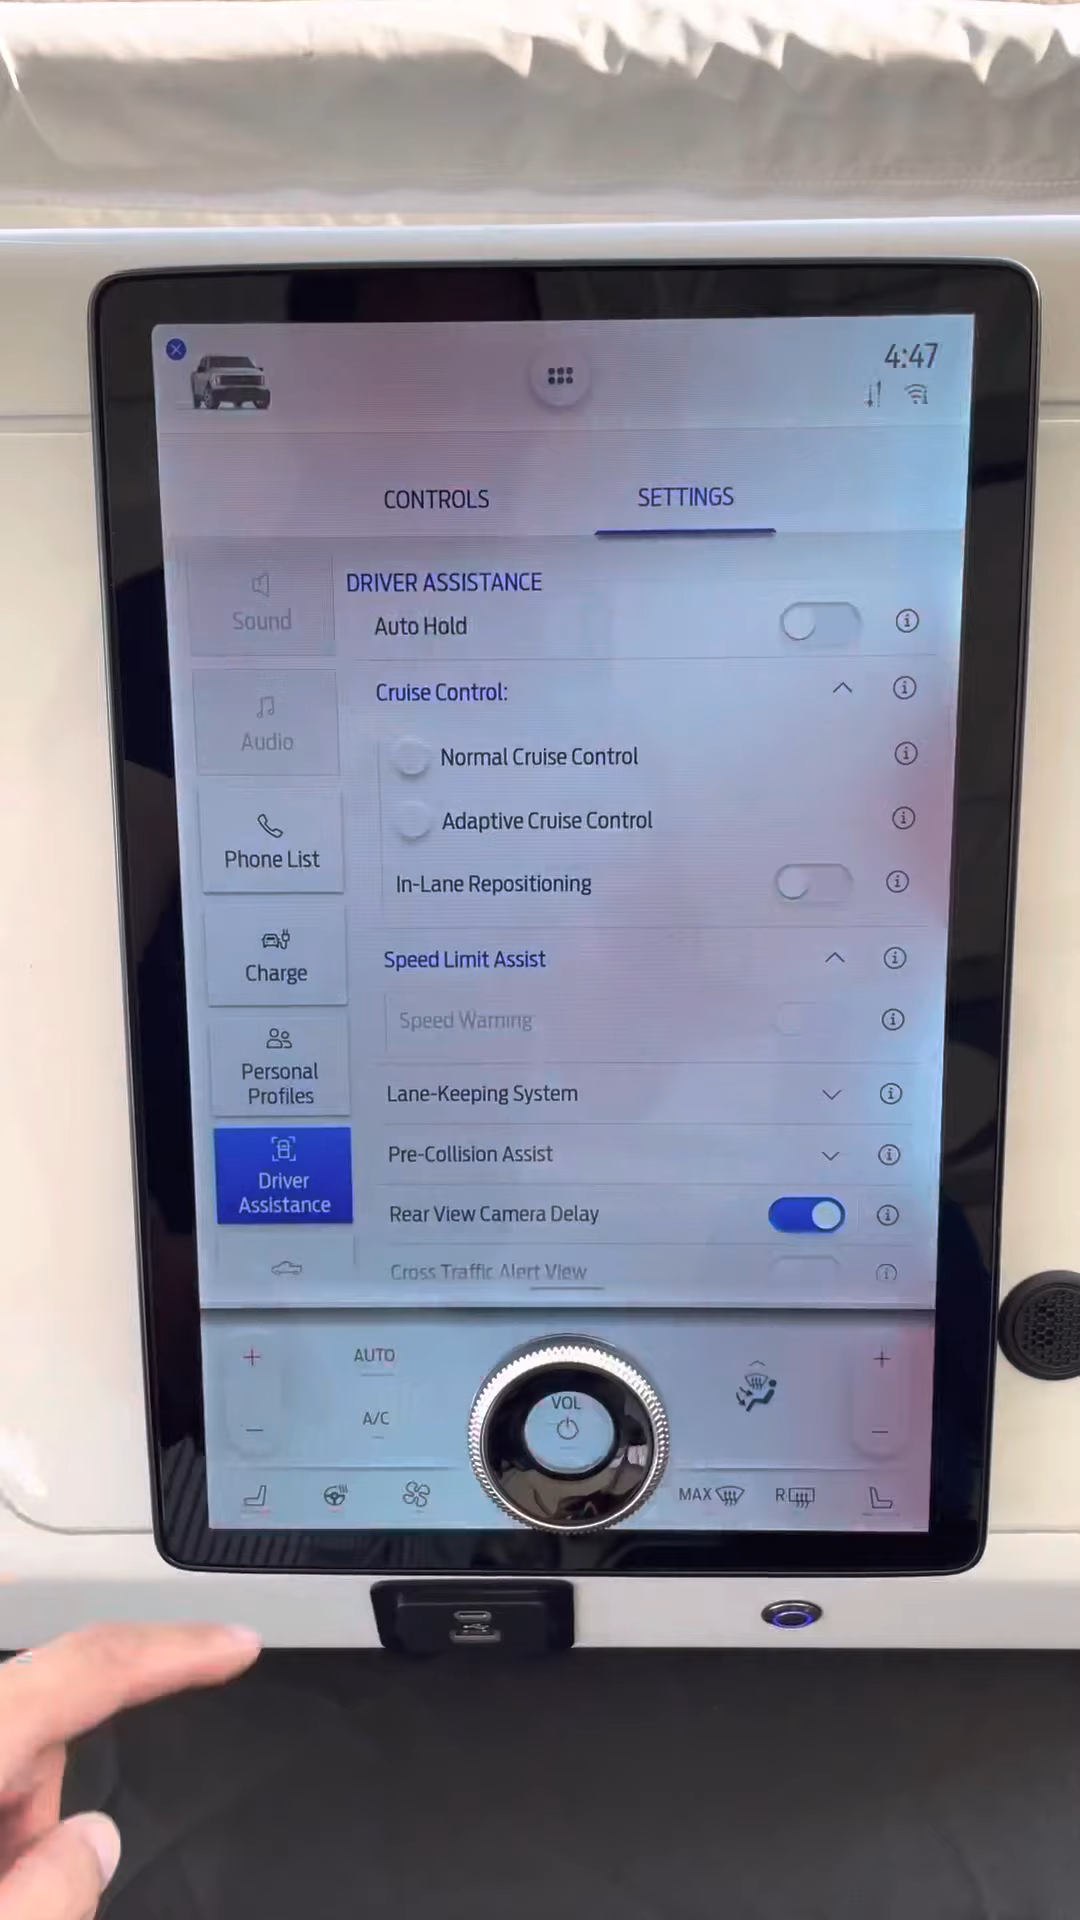 4:47
CONTROLS
SETTINGS
DRIVER ASSISTANCE
Sound
Auto Hold
Cruise Control:
Audio
Normal Cruise Control
Adaptive Cruise Control
Phone List
In-Lane Repositioning
Charge
Speed Limit Assist
Speed Warning
Personal
Profiles
Lane-Keeping System
Pre-Collision Assist
Driver
Assistance
Rear View Camera Delay
Cross Traffic Alert View
+
AUTO
VOL
+
A/C
MAX
R